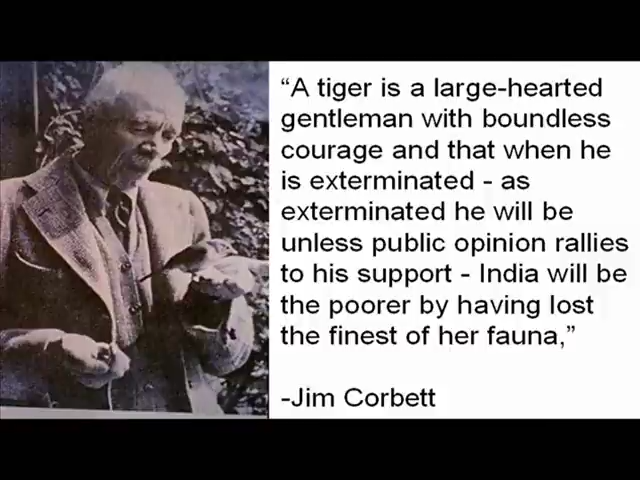 “A tiger is a large-hearted
gentleman with boundless
courage and that when he
is exterminated - as
exterminated he will be
unless public opinion rallies
to his support - India will be
the poorer by having lost
the finest of her fauna,”
-Jim Corbett